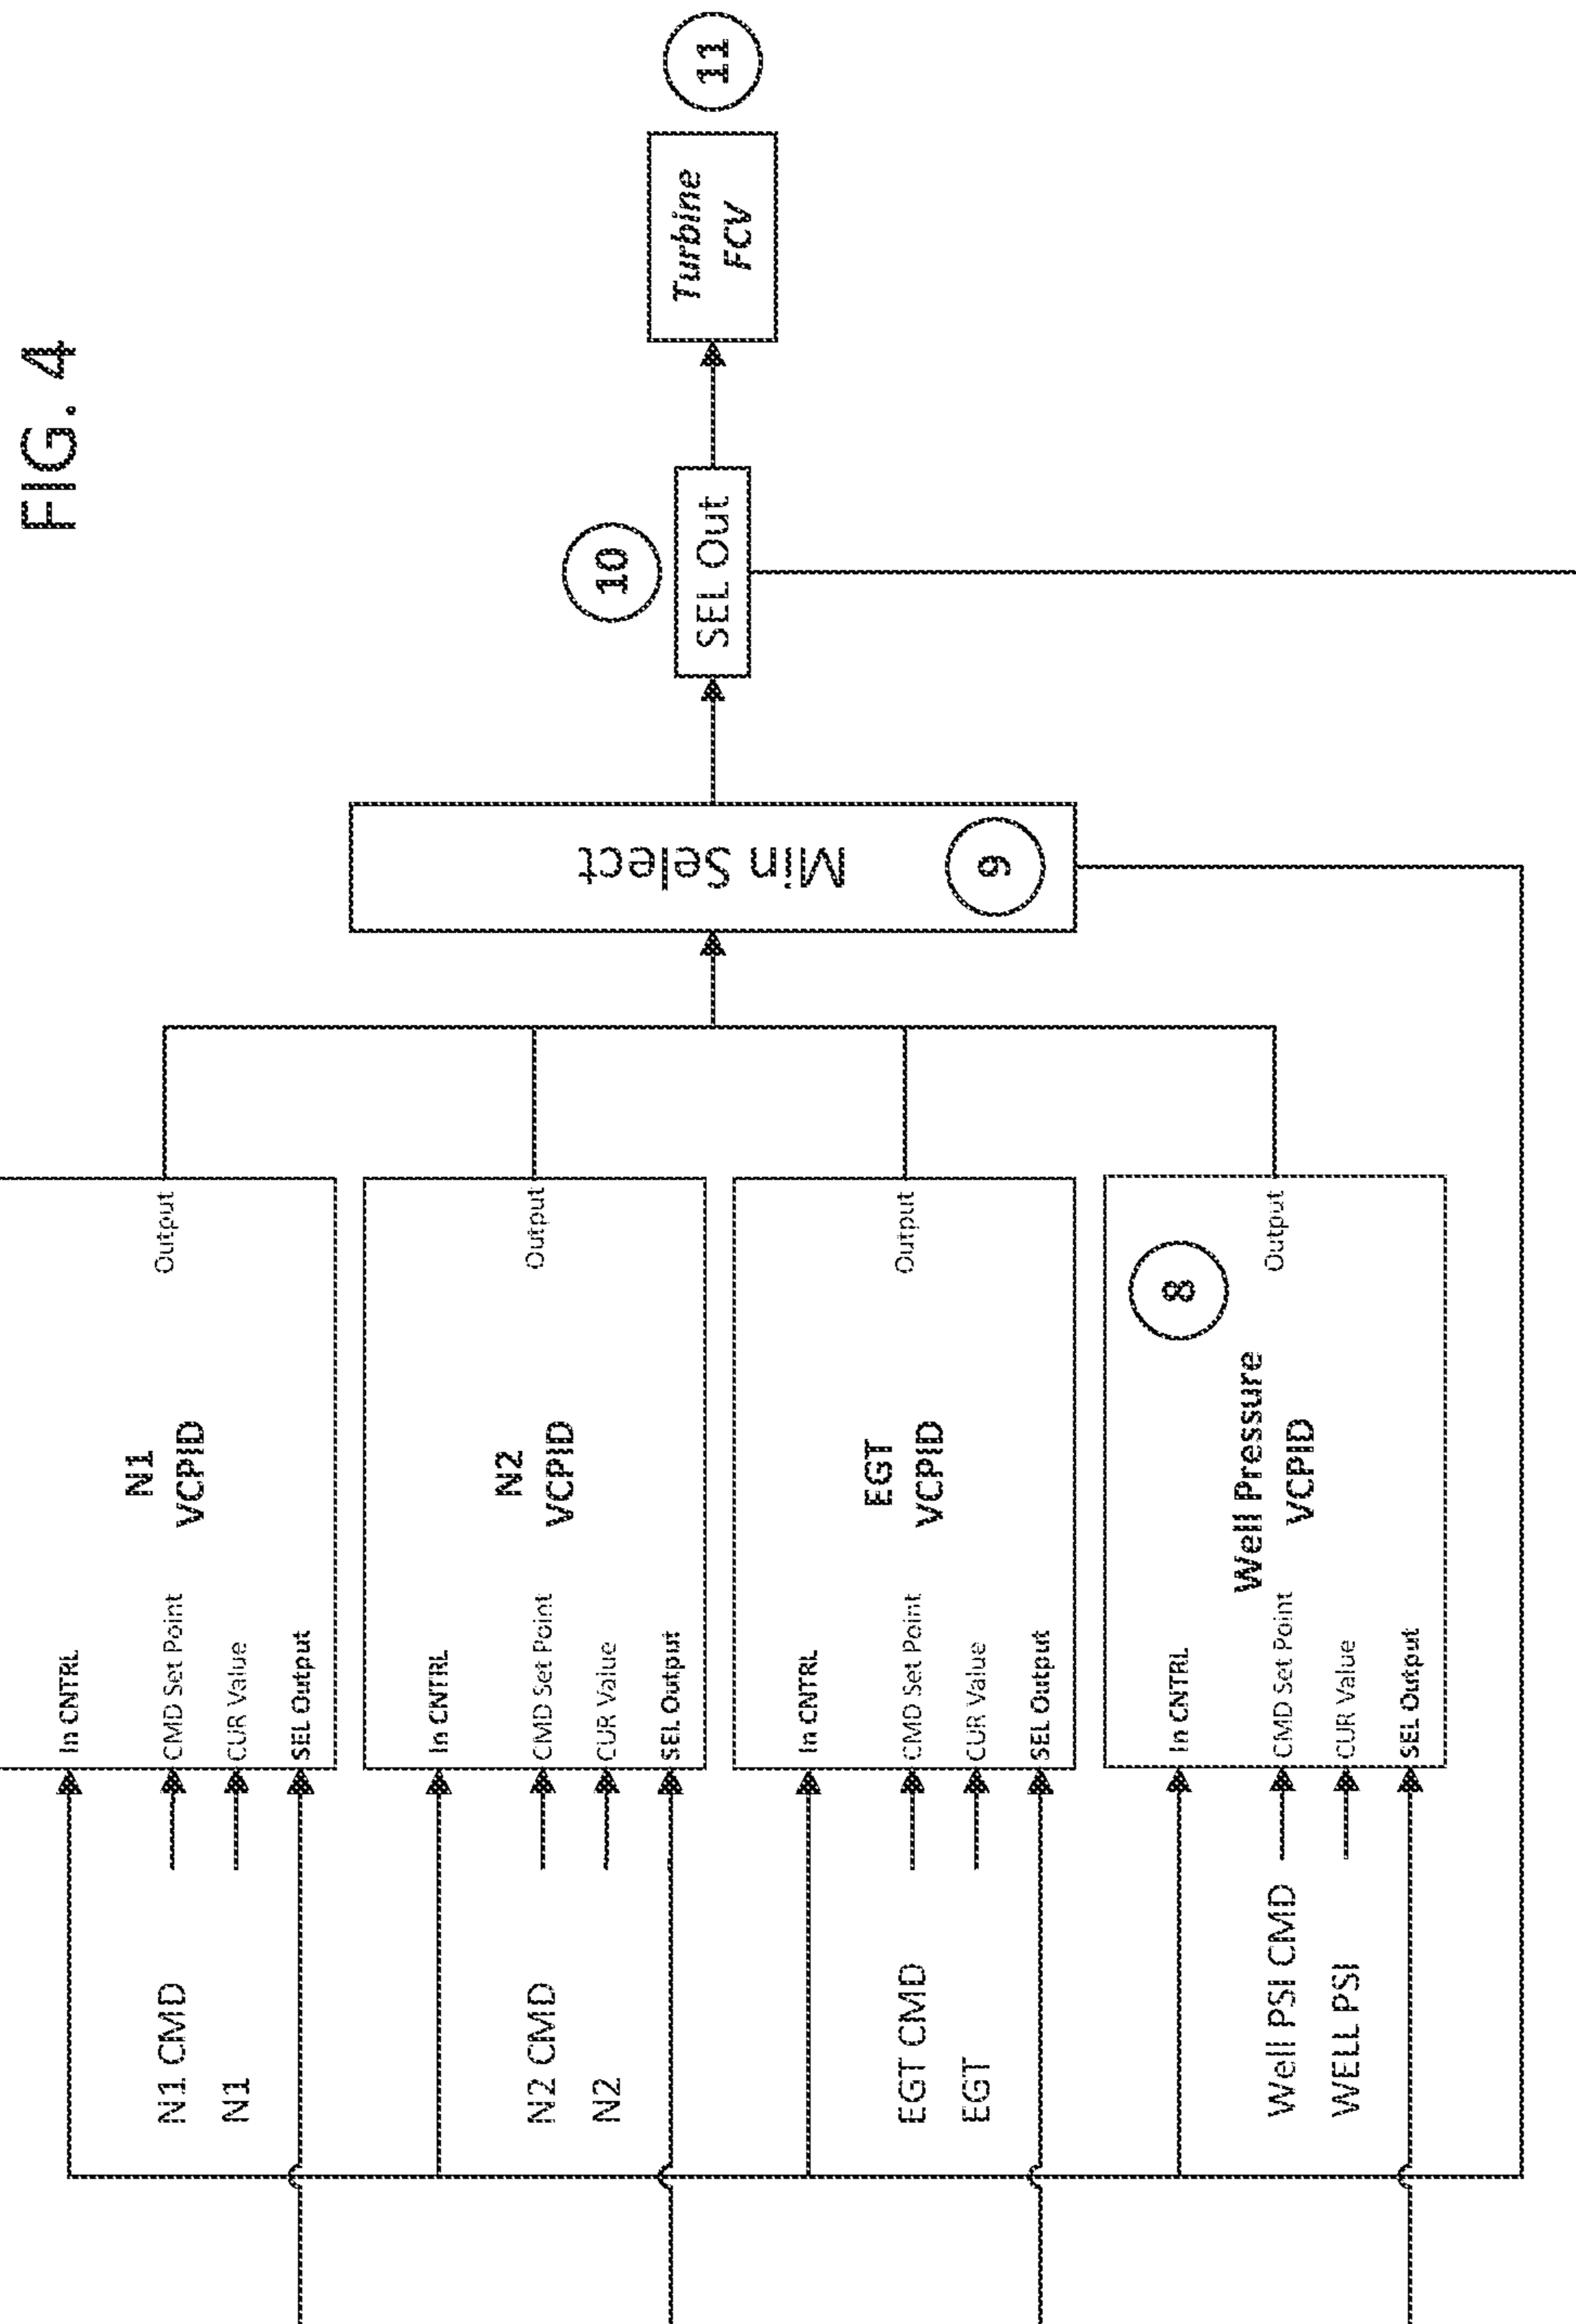 FIG. 4
In CNTRL
N1
VCPID
CMD Set Point
CUR Value
SEL Output
Output
N1 CMD
N1
In CNTRL
N2
VCPID
CMD Set Point
CUR Value
SEL Output
Output
N2 CMD
N2
In CNTRL
EGT
VCPID
CMD Set Point
CUR Value
SEL Output
Output
EGT CMD
EGT
In CNTRL
8
Well Pressure
VCPID
CMD Set Point
CUR Value
SEL Output
Output
Well PSI CMD
WELL PSI
Min Select
9
10
SEL Out
Turbine
FCV
11